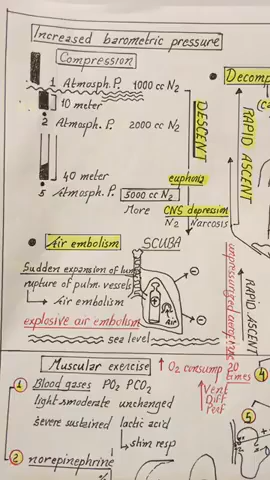 Increased barometric pressure
Compression
Decomp
1 Atmosph. P. 1000 cc N2
10 meter
2 Atmosph. P. 2000 cc N2
DESCENT
RAPID ASCENT
40 meter
5 Atmosph. P. 5000 cc N2
euphoria
More CNS depression
N2 Narcosis
Air embolism
SCUBA
Sudden expansion of lung
rupture of pulm. vessels
→ Air embolism
Air
explosive air embolism
sea level
RAPID ASCENT
Muscular exercise ↑ O2 consump 20 times
1 Blood gases PO2 PCO2
light & moderate unchanged
severe sustained lactic acid
↳ stim resp
↑ Vent
Diff
Perf
4
5
2 norepinephrine